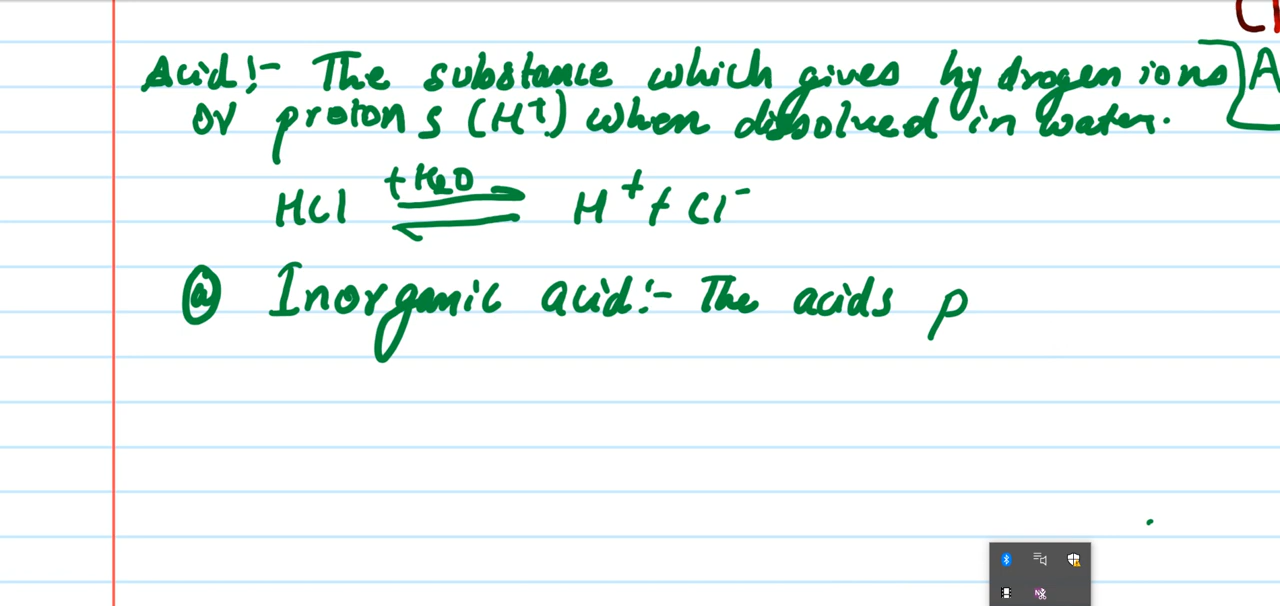 Acid:- The substance which gives hydrogen ions
or protons (H+) when dissolved in water.
HCl +H2O ⇌ H+ + Cl-
ⓐ Inorganic acid:- The acids p